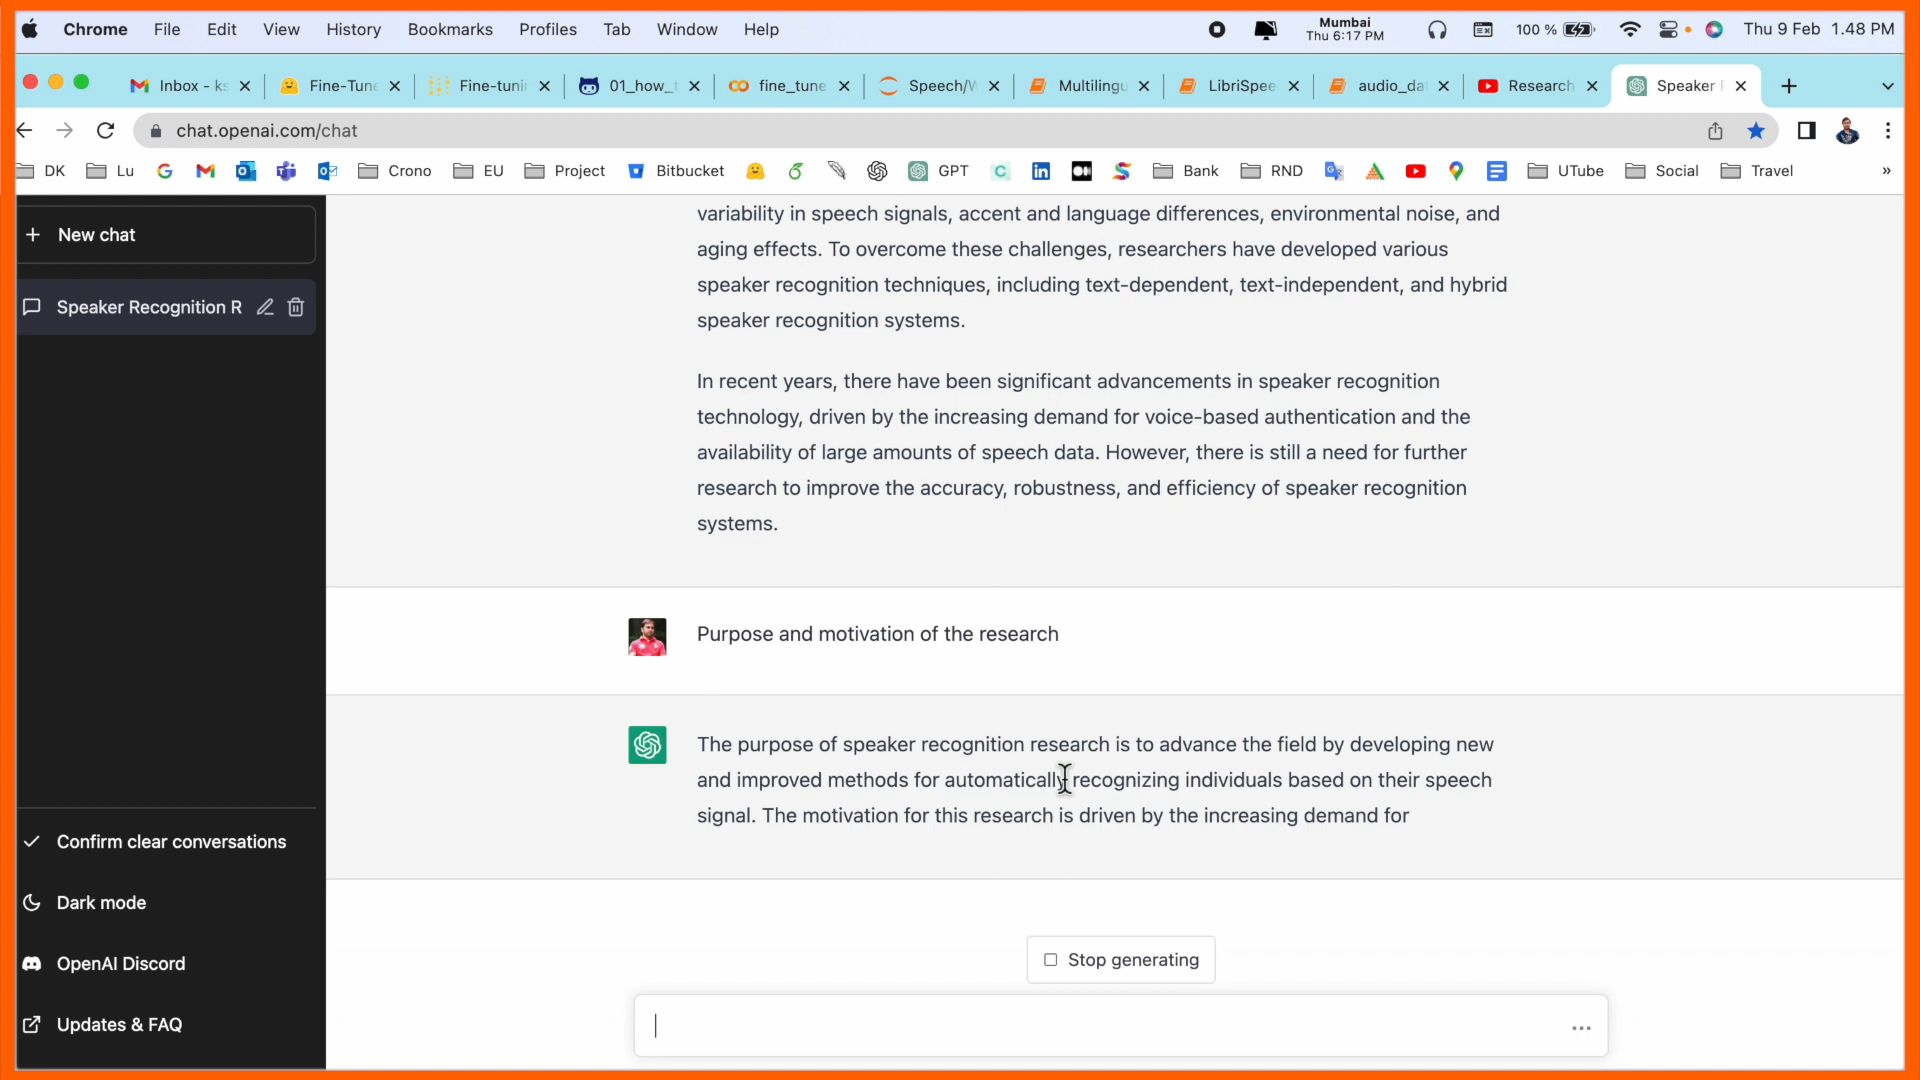 Chrome File Edit View History Bookmarks Profiles Tab Window Help
Mumbai
Thu 6:17 PM
100 %
Thu 9 Feb 1.48 PM
Inbox - ks
Fine-Tune
Fine-tunin
01_how_t
fine_tune
Speech/W
Multilingu
LibriSpee
audio_dat
Research
Speaker
chat.openai.com/chat
DK Lu Crono EU Project Bitbucket GPT Bank RND UTube Social Travel »
New chat
Speaker Recognition R
variability in speech signals, accent and language differences, environmental noise, and
aging effects. To overcome these challenges, researchers have developed various
speaker recognition techniques, including text-dependent, text-independent, and hybrid
speaker recognition systems.
In recent years, there have been significant advancements in speaker recognition
technology, driven by the increasing demand for voice-based authentication and the
availability of large amounts of speech data. However, there is still a need for further
research to improve the accuracy, robustness, and efficiency of speaker recognition
systems.
Purpose and motivation of the research
The purpose of speaker recognition research is to advance the field by developing new
and improved methods for automatically recognizing individuals based on their speech
signal. The motivation for this research is driven by the increasing demand for
Confirm clear conversations
Dark mode
OpenAI Discord
Updates & FAQ
Stop generating